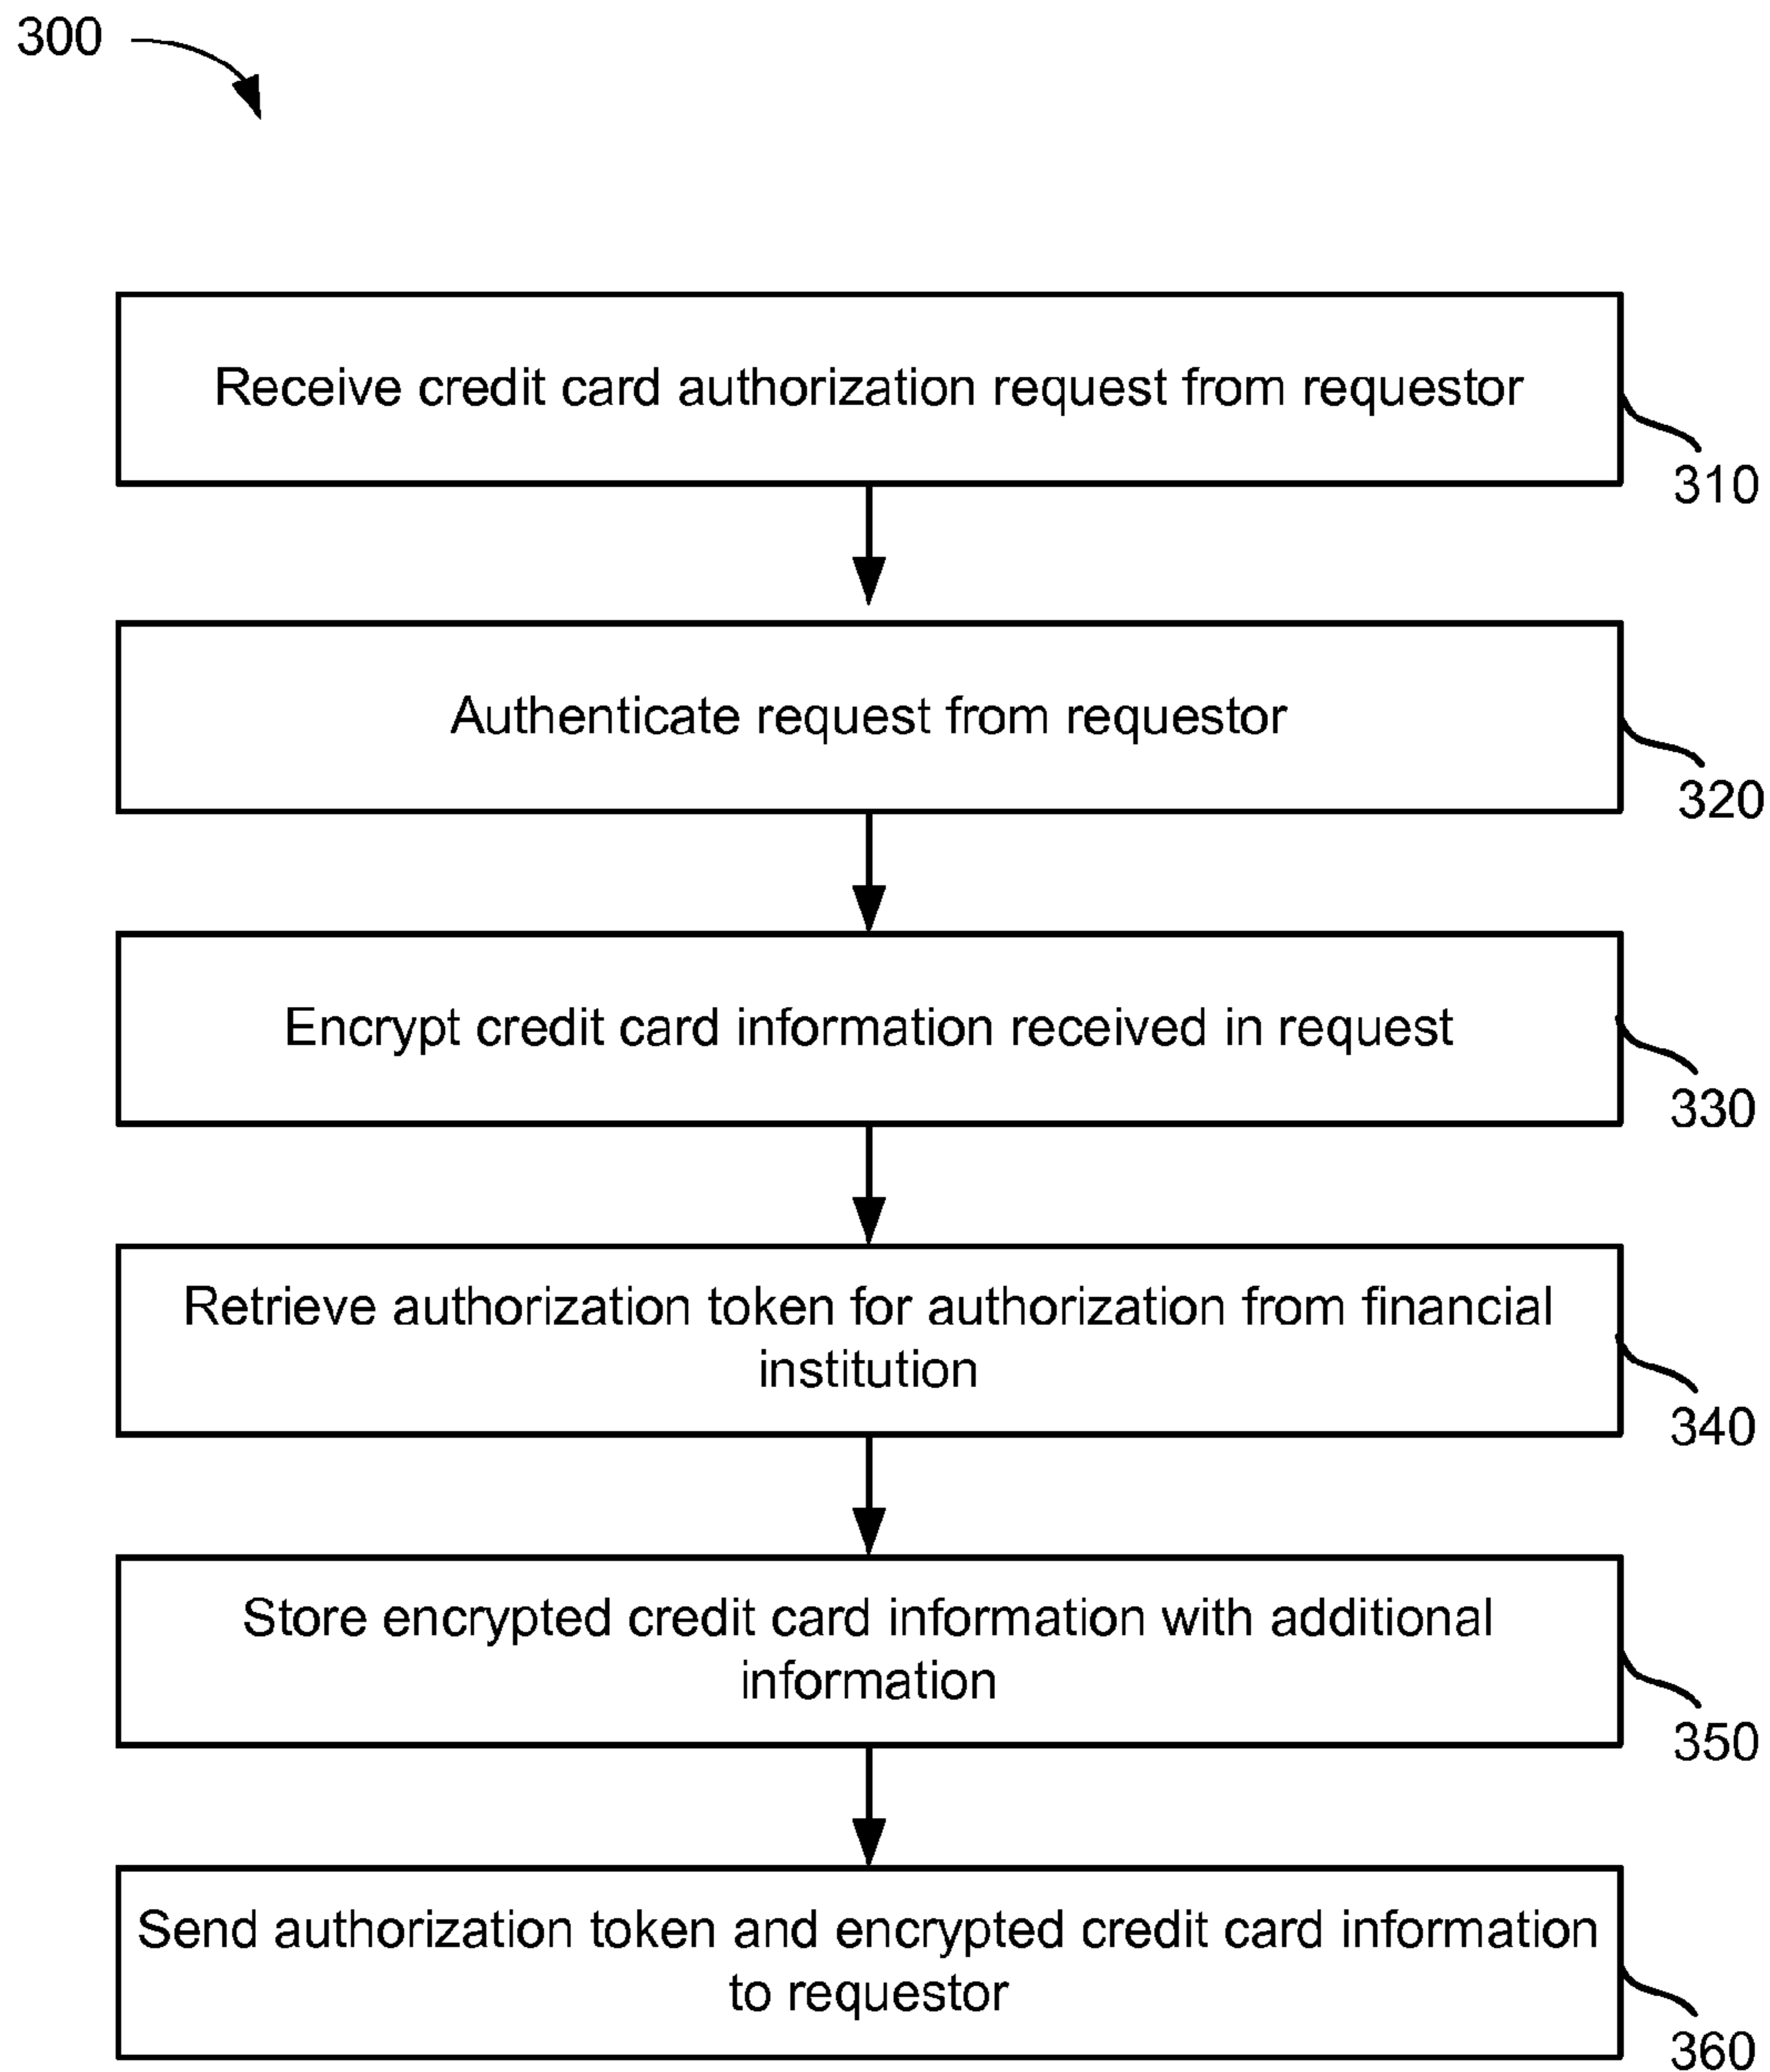 300
Receive credit card authorization request from requestor
310
Authenticate request from requestor
320
Encrypt credit card information received in request
330
Retrieve authorization token for authorization from financial
institution
340
Store encrypted credit card information with additional
information
350
Send authorization token and encrypted credit card information
to requestor
360